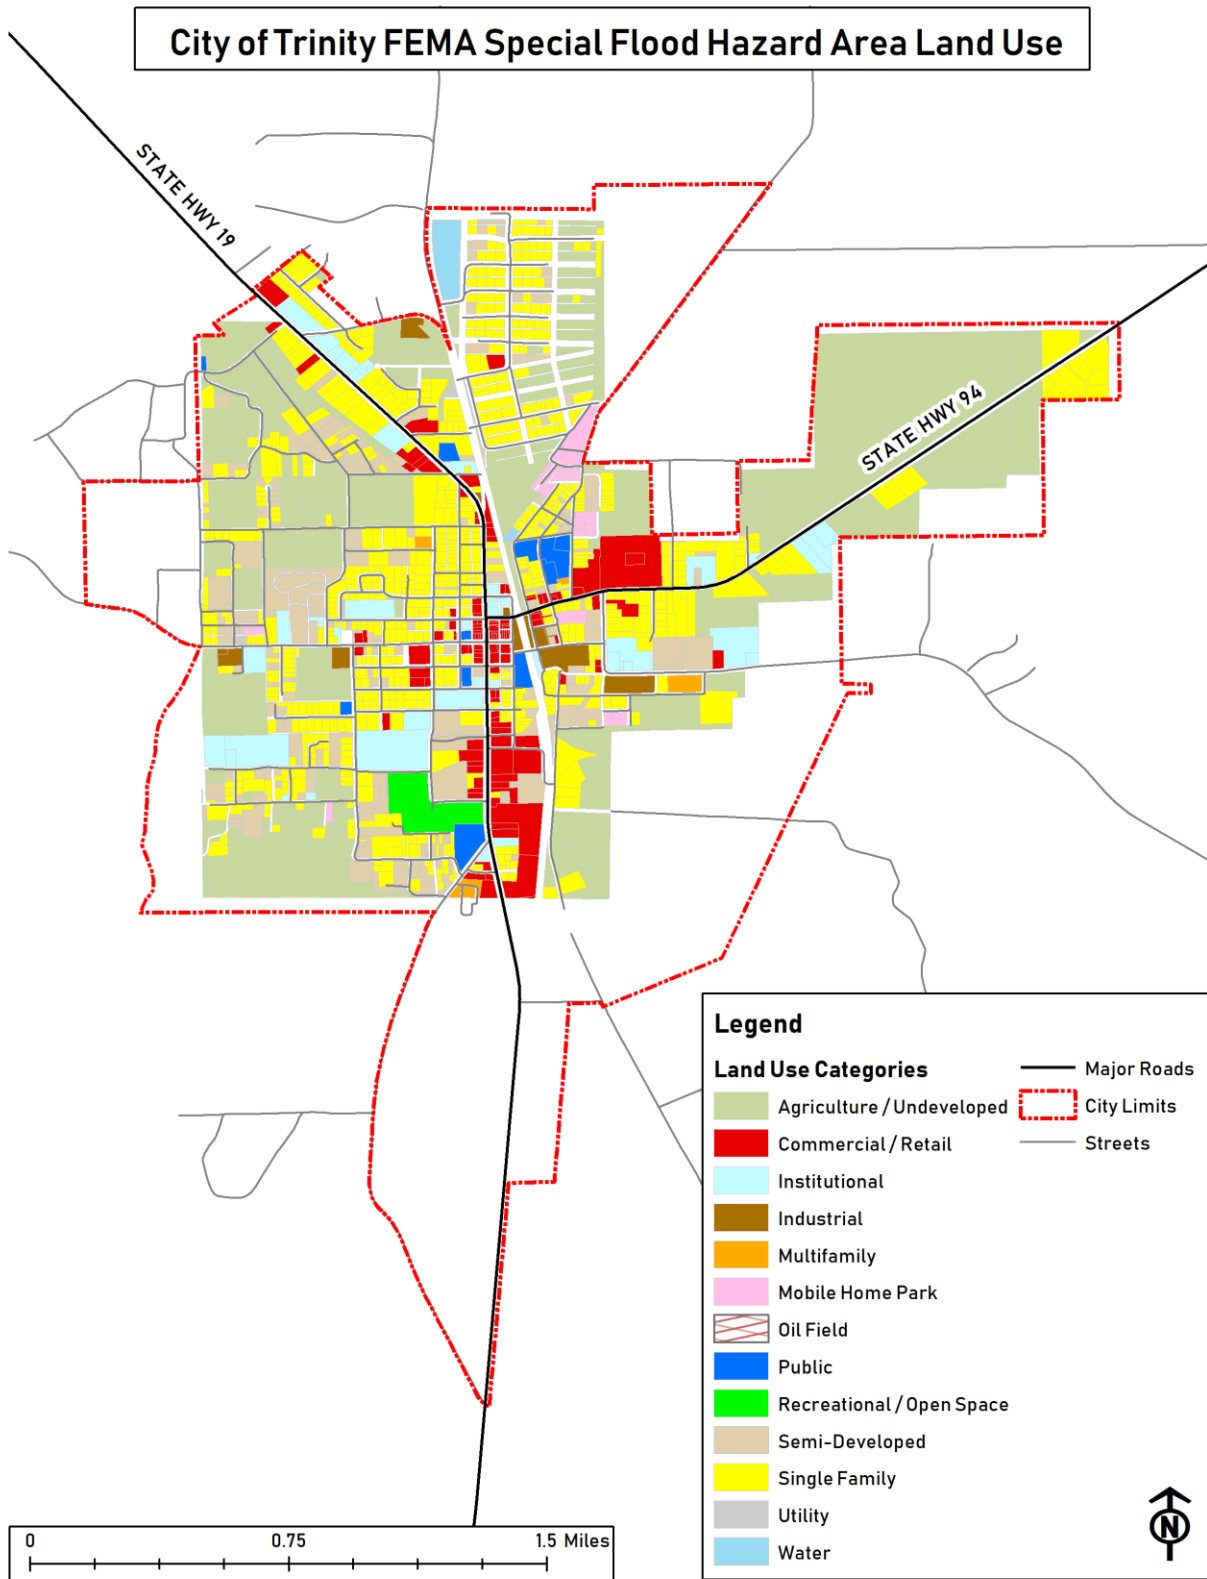 City of Trinity FEMA Special Flood Hazard Area Land Use
STATE HWY 19
STATE HWY 94
Legend
Land Use Categories
Agriculture / Undeveloped
Commercial / Retail
Institutional
Industrial
Multifamily
Mobile Home Park
Oil Field
Public
Recreational / Open Space
Semi-Developed
Single Family
Utility
Water
Major Roads
City Limits
Streets
N
0 0.75 1.5 Miles